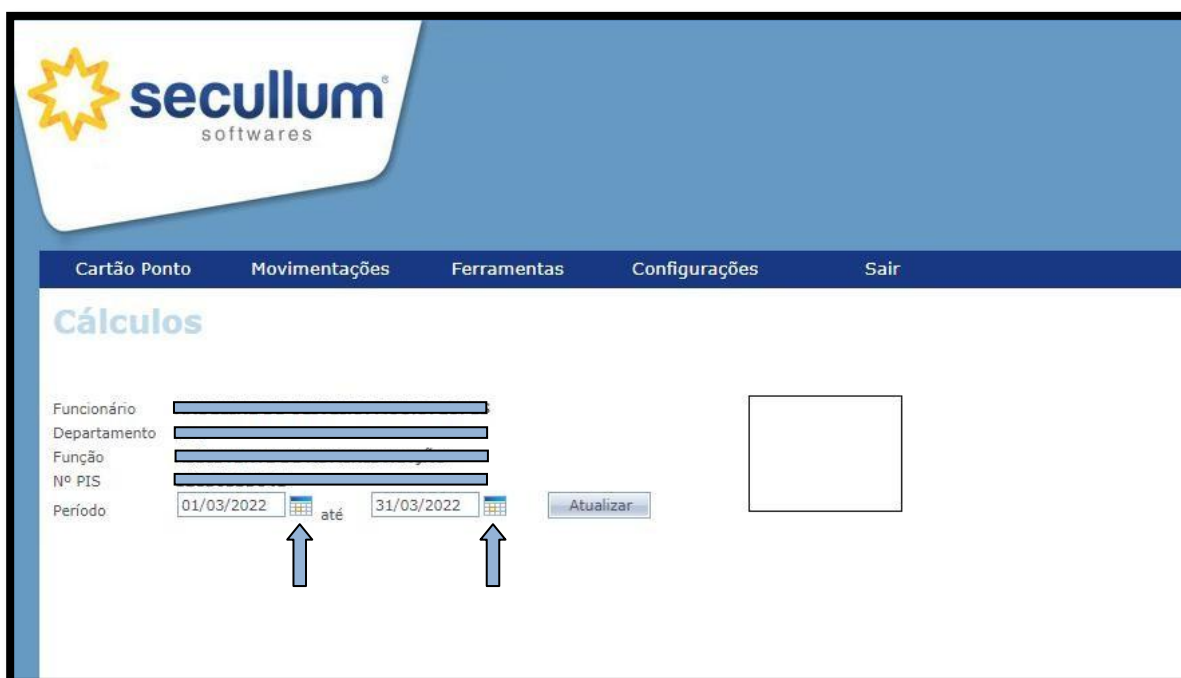 secullum®
softwares
Cartão Ponto Movimentações Ferramentas Configurações Sair
Cálculos
Funcionário
Departamento
Função
Nº PIS
Período 01/03/2022 até 31/03/2022 Atualizar